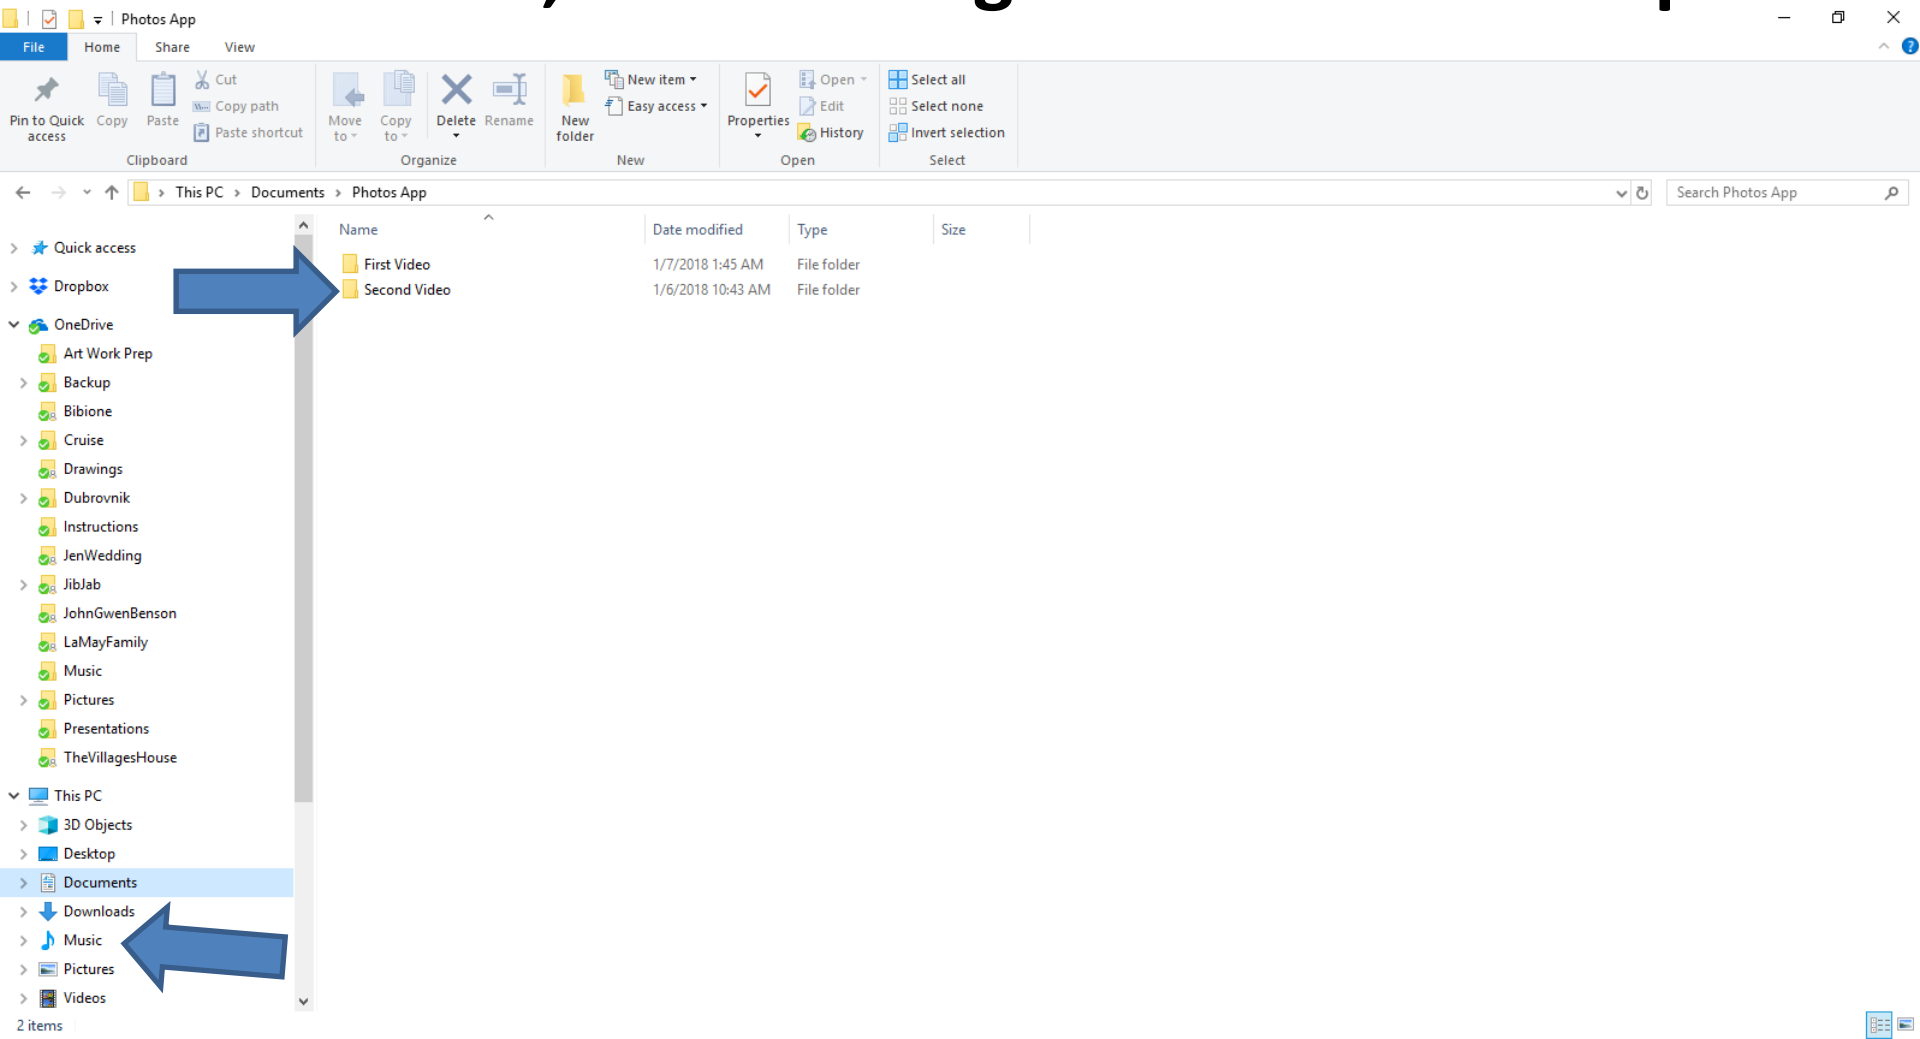 Photos App
File Home Share View
Pin to Quick access
Copy
Paste
Cut
Copy path
Paste shortcut
Clipboard
Move to
Copy to
Delete
Rename
Organize
New folder
New item
Easy access
New
Properties
Open
Edit
History
Open
Select all
Select none
Invert selection
Select
This PC > Documents > Photos App
Search Photos App
Name Date modified Type Size
First Video 1/7/2018 1:45 AM File folder
Second Video 1/6/2018 10:43 AM File folder
Quick access
Dropbox
OneDrive
Art Work Prep
Backup
Bibione
Cruise
Drawings
Dubrovnik
Instructions
JenWedding
JibJab
JohnGwenBenson
LaMayFamily
Music
Pictures
Presentations
TheVillagesHouse
This PC
3D Objects
Desktop
Documents
Downloads
Music
Pictures
Videos
2 items